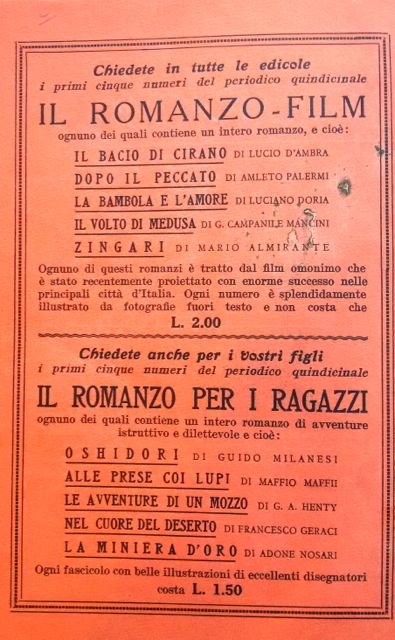 Chiedete in tutte le edicole
i primi cinque numeri del periodico quindicinale
IL ROMANZO-FILM
ognuno dei quali contiene un intero romanzo, e cioè:
IL BACIO DI CIRANO DI LUCIO D'AMBRA
DOPO IL PECCATO DI AMLETO PALERMI
LA BAMBOLA E L'AMORE DI LUCIANO DORIA
IL VOLTO DI MEDUSA DI G. CAMPANILE MANCINI
ZINGARI DI MARIO ALMIRANTE
Ognuno di questi romanzi è tratto dal film omonimo che
è stato recentemente proiettato con enorme successo nelle
principali città d'Italia. Ogni numero è splendidamente
illustrato da fotografie fuori testo e non costa che
L. 2.00
Chiedete anche per i vostri figli
i primi cinque numeri del periodico quindicinale
IL ROMANZO PER I RAGAZZI
ognuno dei quali contiene un intero romanzo di avventure
istruttivo e dilettevole e cioè:
OSHIDORI DI GUIDO MILANESI
ALLE PRESE COI LUPI DI MAFFIO MAFFII
LE AVVENTURE DI UN MOZZO DI G. A. HENTY
NEL CUORE DEL DESERTO DI FRANCESCO GERACI
LA MINIERA D'ORO DI ADONE NOSARI
Ogni fascicolo con belle illustrazioni di eccellenti disegnatori
costa L. 1.50